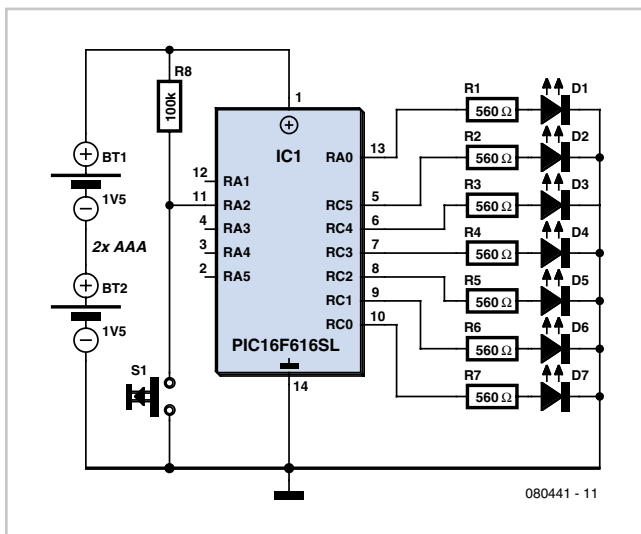 R8
100k
1
IC1
PIC16F616SL
14
12
RA1
11
RA2
4
RA3
3
RA4
2
RA5
RA0
13
RC5
5
RC4
6
RC3
7
RC2
8
RC1
9
RC0
10
BT1
1V5
2x AAA
BT2
1V5
S1
R1
560 Ω
D1
R2
560 Ω
D2
R3
560 Ω
D3
R4
560 Ω
D4
R5
560 Ω
D5
R6
560 Ω
D6
R7
560 Ω
D7
080441 - 11